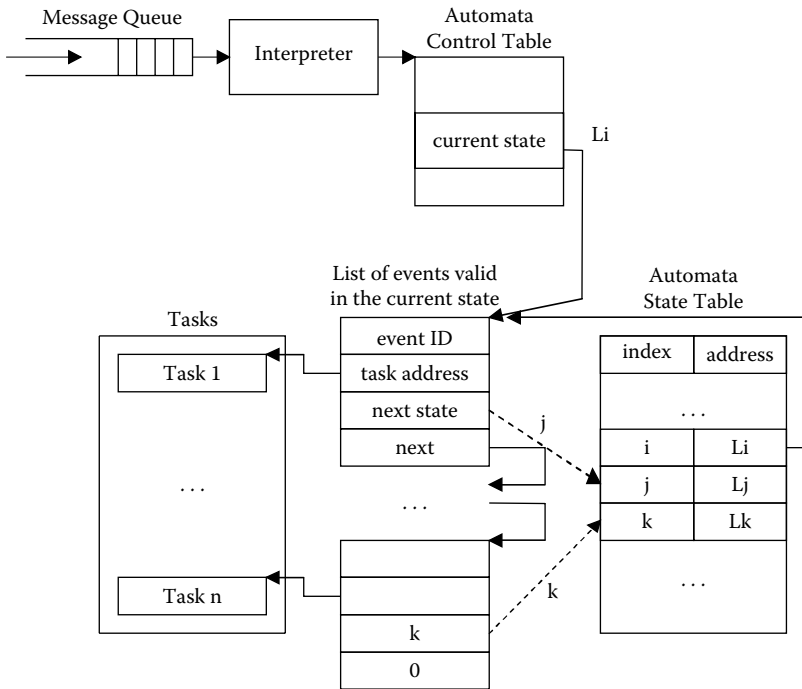 Message Queue
Interpreter
Automata
Control Table
current state
Li
List of events valid
in the current state
Automata
State Table
Tasks
event ID
index address
Task 1
task address
next state
. . .
j
next
i Li
j Lj
. . .
. . .
k Lk
Task n
k
. . .
k
0